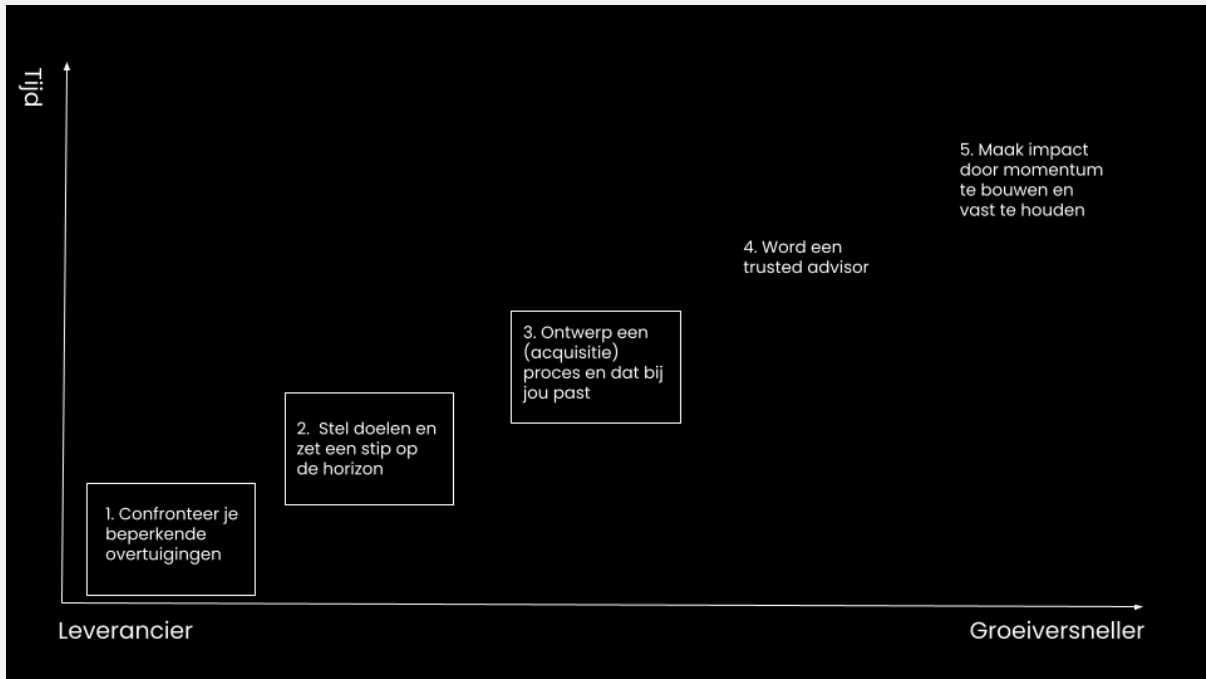 Tijd
5. Maak impact
door momentum
te bouwen en
vast te houden
4. Word een
trusted advisor
3. Ontwerp een
(acquisitie)
proces en dat bij
jou past
2. Stel doelen en
zet een stip op
de horizon
1. Confronteer je
beperkende
overtuigingen
Leverancier
Groeiversneller